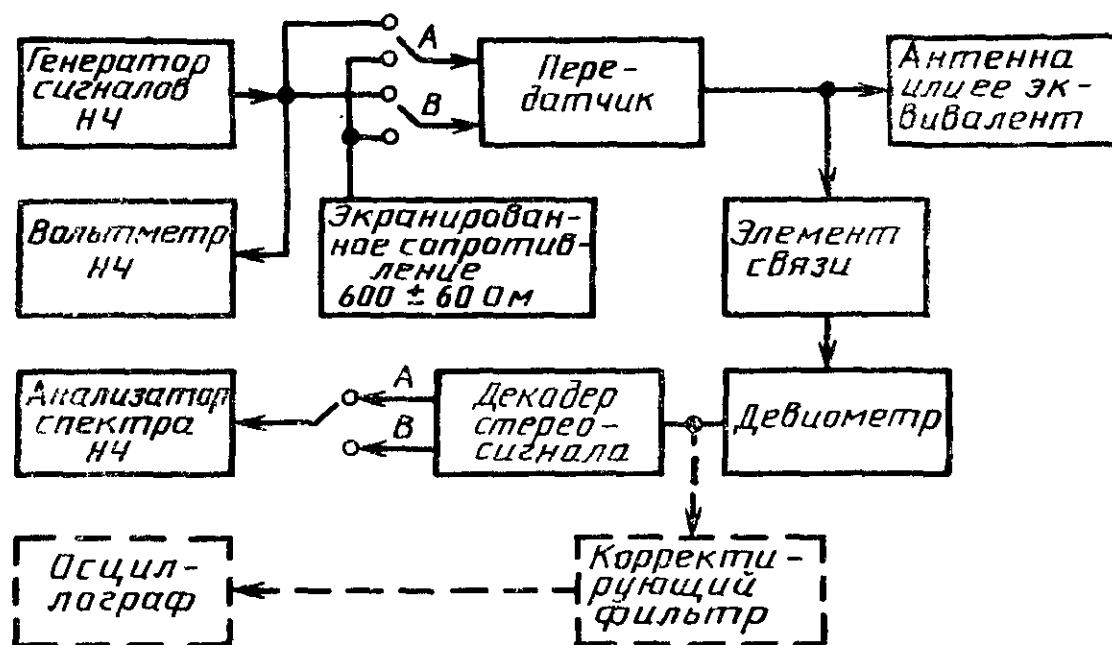 Генератор
сигналов
НЧ
A
B
Пере-
датчик
Антенна
или ее эк-
вивалент
Вольтметр
НЧ
Экранирован-
ное сопротив-
ление
600 ± 60 Ом
Элемент
связи
Анализатор
спектра
НЧ
A
B
Декодер
стерео-
сигнала
Девиометр
Осцил-
лограф
Корректи-
рующий
фильтр